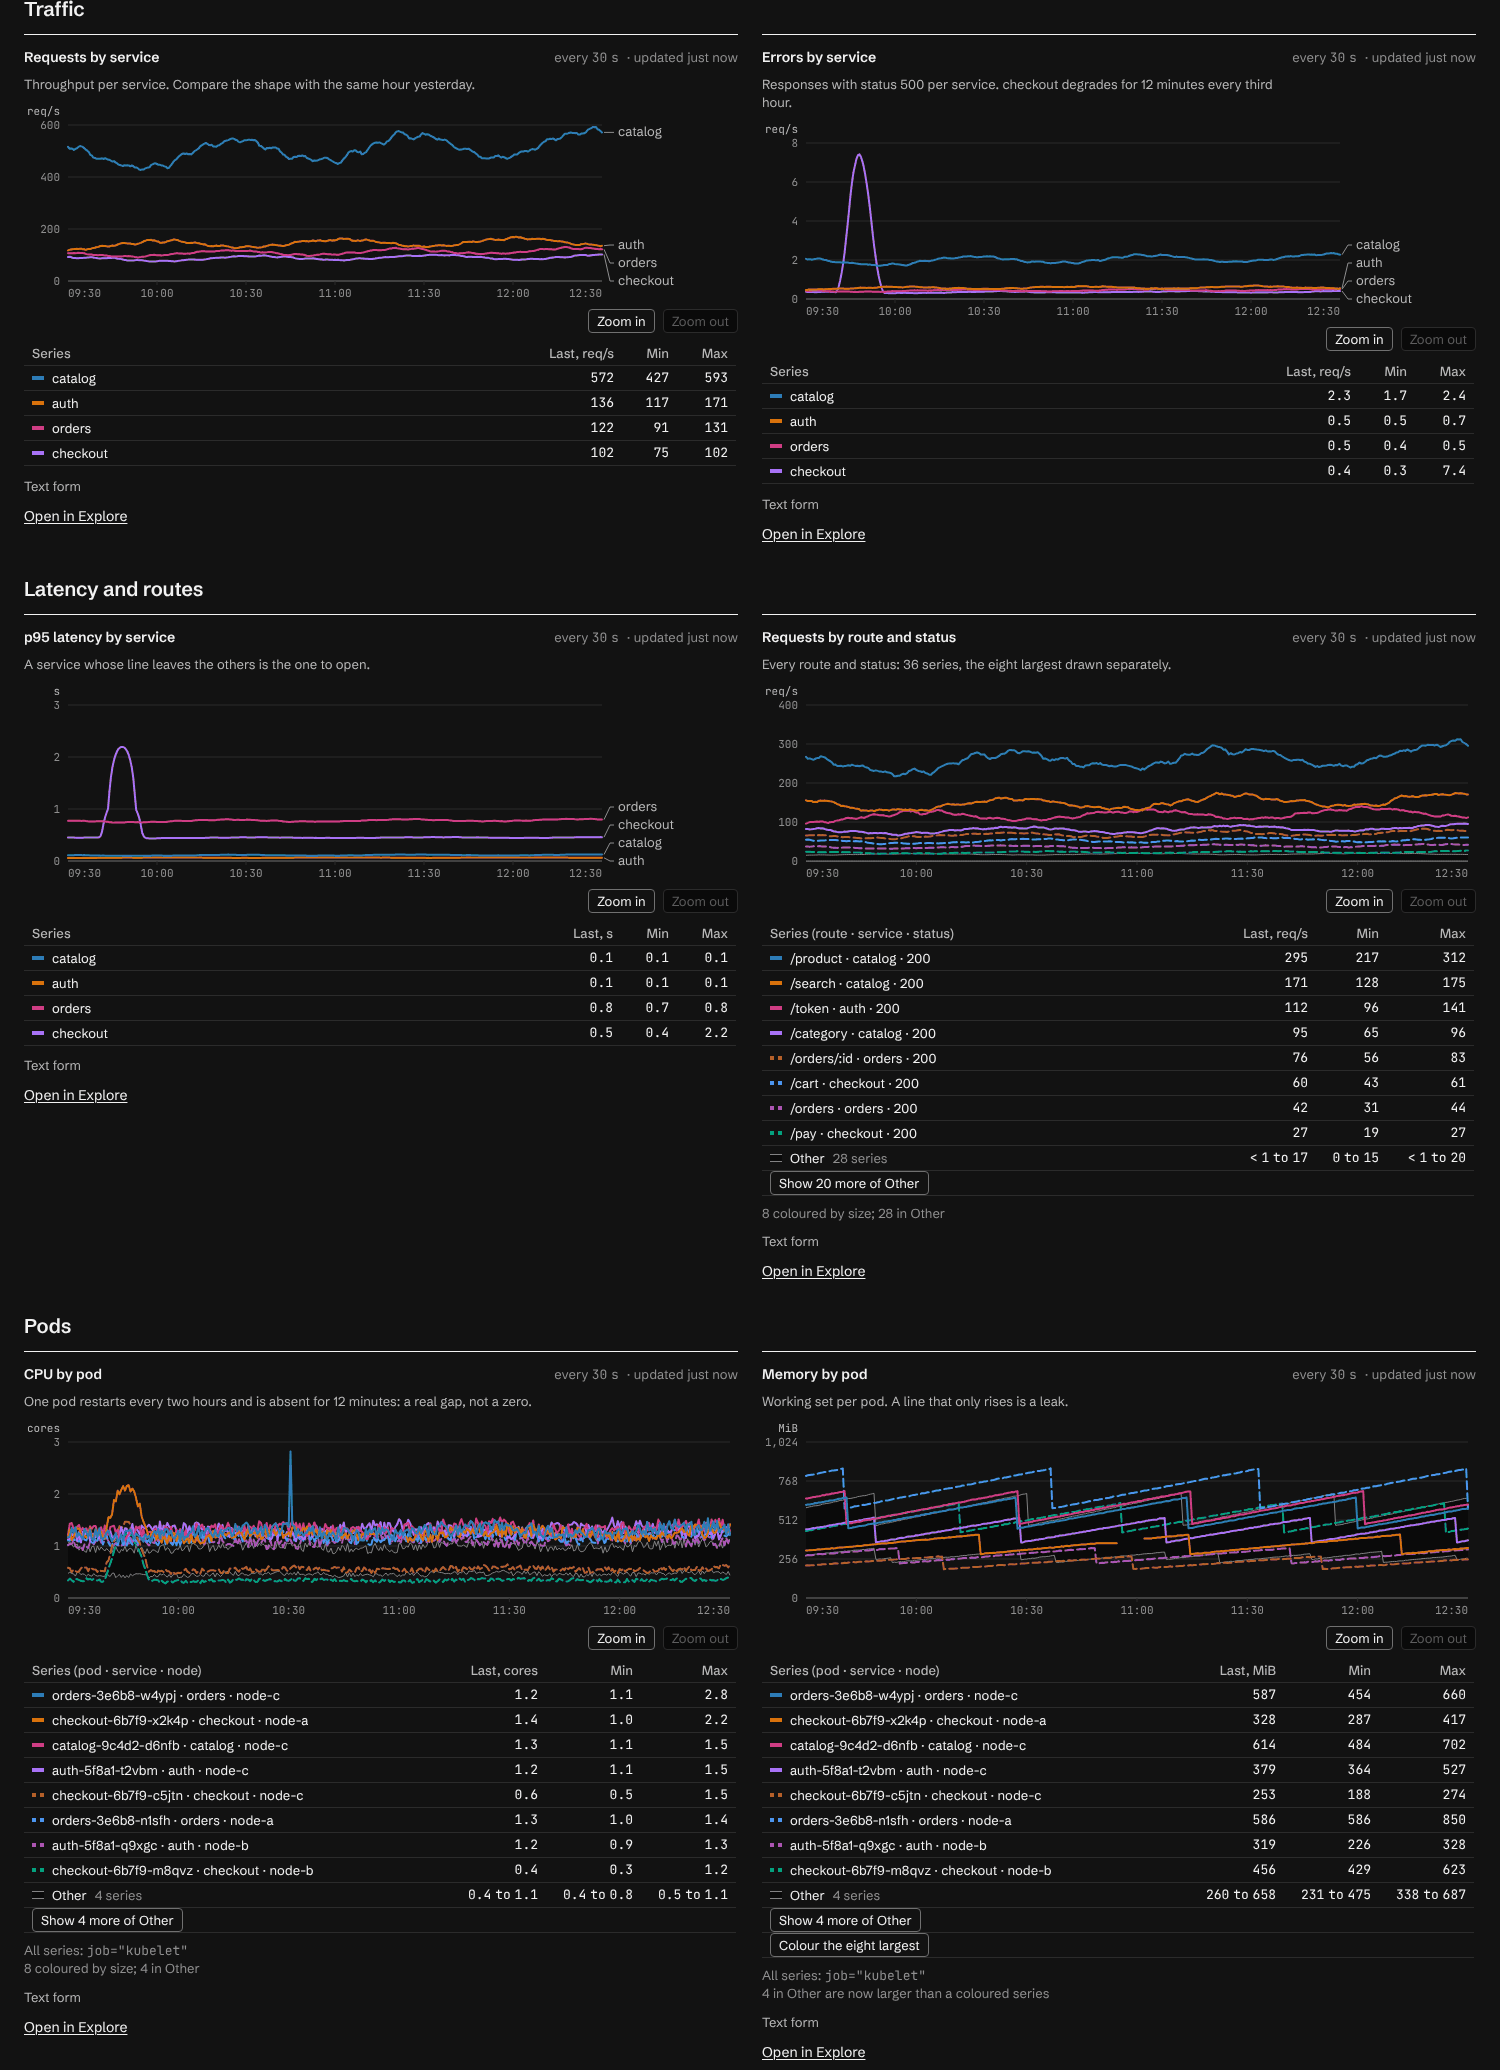 Traffic
Requests by service
every 30 s · updated just now
Throughput per service. Compare the shape with the same hour yesterday.
req/s
600
400
200
0
catalog
auth
orders
checkout
09:30 10:00 10:30 11:00 11:30 12:00 12:30
Zoom in Zoom out
Series Last, req/s Min Max
catalog 572 427 593
auth 136 117 171
orders 122 91 131
checkout 102 75 102
Text form
Open in Explore
Errors by service
every 30 s · updated just now
Responses with status 500 per service. checkout degrades for 12 minutes every third
hour.
req/s
8
6
4
2
0
catalog
auth
orders
checkout
09:30 10:00 10:30 11:00 11:30 12:00 12:30
Zoom in Zoom out
Series Last, req/s Min Max
catalog 2.3 1.7 2.4
auth 0.5 0.5 0.7
orders 0.5 0.4 0.5
checkout 0.4 0.3 7.4
Text form
Open in Explore
Latency and routes
p95 latency by service
every 30 s · updated just now
A service whose line leaves the others is the one to open.
s
3
2
1
0
orders
checkout
catalog
auth
09:30 10:00 10:30 11:00 11:30 12:00 12:30
Zoom in Zoom out
Series Last, s Min Max
catalog 0.1 0.1 0.1
auth 0.1 0.1 0.1
orders 0.8 0.7 0.8
checkout 0.5 0.4 2.2
Text form
Open in Explore
Requests by route and status
every 30 s · updated just now
Every route and status: 36 series, the eight largest drawn separately.
req/s
400
300
200
100
0
09:30 10:00 10:30 11:00 11:30 12:00 12:30
Zoom in Zoom out
Series (route · service · status) Last, req/s Min Max
/product · catalog · 200 295 217 312
/search · catalog · 200 171 128 175
/token · auth · 200 112 96 141
/category · catalog · 200 95 65 96
/orders/:id · orders · 200 76 56 83
/cart · checkout · 200 60 43 61
/orders · orders · 200 42 31 44
/pay · checkout · 200 27 19 27
Other 28 series < 1 to 17 0 to 15 < 1 to 20
Show 20 more of Other
8 coloured by size; 28 in Other
Text form
Open in Explore
Pods
CPU by pod
every 30 s · updated just now
One pod restarts every two hours and is absent for 12 minutes: a real gap, not a zero.
cores
3
2
1
0
09:30 10:00 10:30 11:00 11:30 12:00 12:30
Zoom in Zoom out
Series (pod · service · node) Last, cores Min Max
orders-3e6b8-w4ypj · orders · node-c 1.2 1.1 2.8
checkout-6b7f9-x2k4p · checkout · node-a 1.4 1.0 2.2
catalog-9c4d2-d6nfb · catalog · node-c 1.3 1.1 1.5
auth-5f8a1-t2vbm · auth · node-c 1.2 1.1 1.5
checkout-6b7f9-c5jtn · checkout · node-c 0.6 0.5 1.5
orders-3e6b8-n1sfh · orders · node-a 1.3 1.0 1.4
auth-5f8a1-q9xgc · auth · node-b 1.2 0.9 1.3
checkout-6b7f9-m8qvz · checkout · node-b 0.4 0.3 1.2
Other 4 series 0.4 to 1.1 0.4 to 0.8 0.5 to 1.1
Show 4 more of Other
All series: job="kubelet"
8 coloured by size; 4 in Other
Text form
Open in Explore
Memory by pod
every 30 s · updated just now
Working set per pod. A line that only rises is a leak.
MiB
1,024
768
512
256
0
09:30 10:00 10:30 11:00 11:30 12:00 12:30
Zoom in Zoom out
Series (pod · service · node) Last, MiB Min Max
orders-3e6b8-w4ypj · orders · node-c 587 454 660
checkout-6b7f9-x2k4p · checkout · node-a 328 287 417
catalog-9c4d2-d6nfb · catalog · node-c 614 484 702
auth-5f8a1-t2vbm · auth · node-c 379 364 527
checkout-6b7f9-c5jtn · checkout · node-c 253 188 274
orders-3e6b8-n1sfh · orders · node-a 586 586 850
auth-5f8a1-q9xgc · auth · node-b 319 226 328
checkout-6b7f9-m8qvz · checkout · node-b 456 429 623
Other 4 series 260 to 658 231 to 475 338 to 687
Show 4 more of Other
Colour the eight largest
All series: job="kubelet"
4 in Other are now larger than a coloured series
Text form
Open in Explore